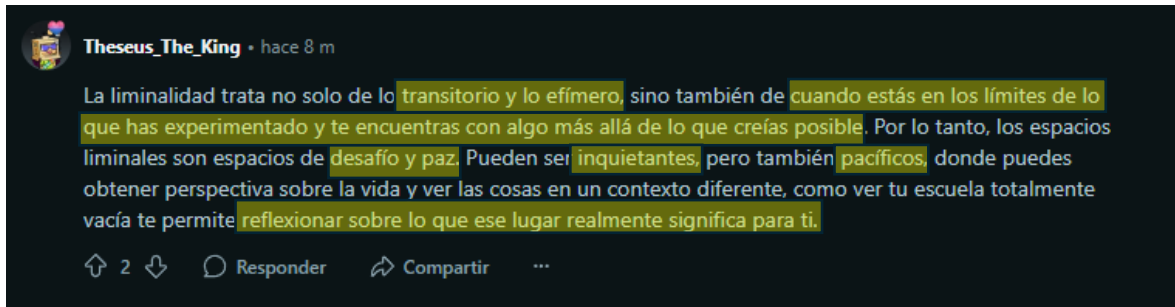 Theseus_The_King • hace 8 m
La liminalidad trata no solo de lo transitorio y lo efímero, sino también de cuando estás en los límites de lo
que has experimentado y te encuentras con algo más allá de lo que creías posible. Por lo tanto, los espacios
liminales son espacios de desafío y paz. Pueden ser inquietantes, pero también pacíficos, donde puedes
obtener perspectiva sobre la vida y ver las cosas en un contexto diferente, como ver tu escuela totalmente
vacía te permite reflexionar sobre lo que ese lugar realmente significa para ti.
2 Responder Compartir ...